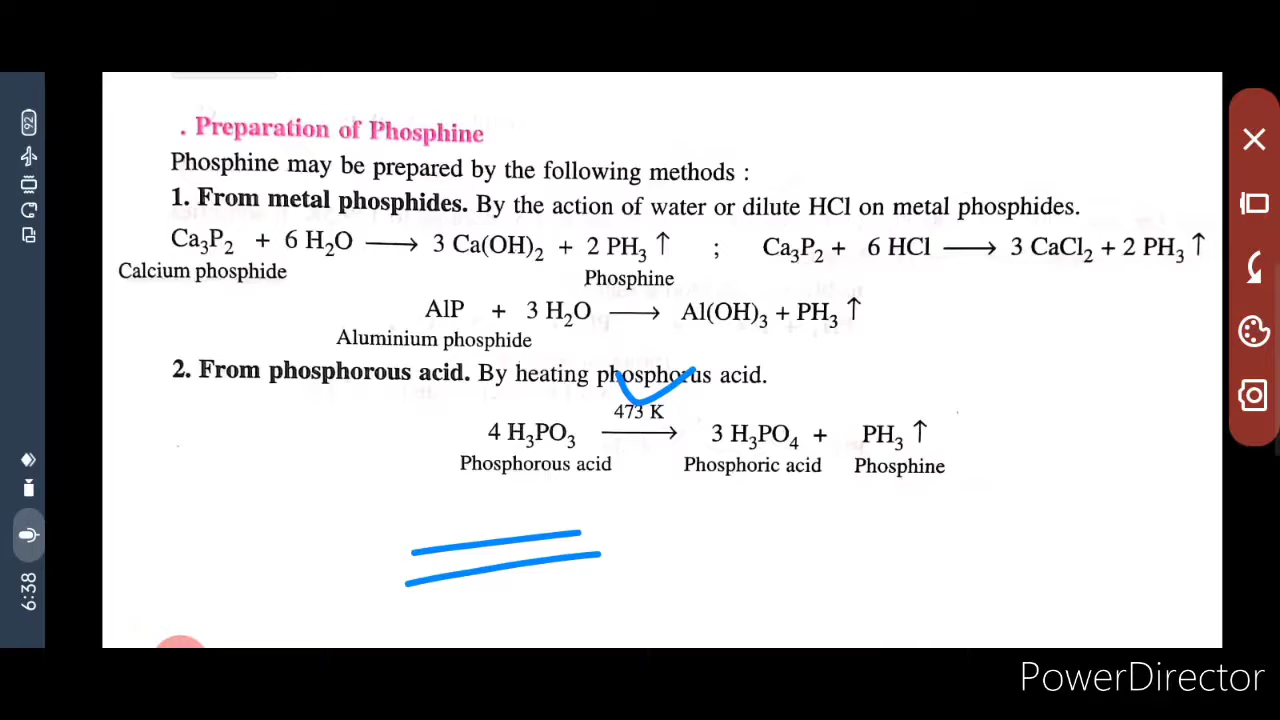 . Preparation of Phosphine
Phosphine may be prepared by the following methods :
1. From metal phosphides. By the action of water or dilute HCl on metal phosphides.
Ca₃P₂ + 6 H₂O ⟶ 3 Ca(OH)₂ + 2 PH₃ ↑ ; Ca₃P₂ + 6 HCl ⟶ 3 CaCl₂ + 2 PH₃ ↑
Calcium phosphide Phosphine
AlP + 3 H₂O ⟶ Al(OH)₃ + PH₃ ↑
Aluminium phosphide
2. From phosphorous acid. By heating phosphorus acid.
473 K
4 H₃PO₃ ⟶ 3 H₃PO₄ + PH₃ ↑
Phosphorous acid Phosphoric acid Phosphine
92
6:38
PowerDirector